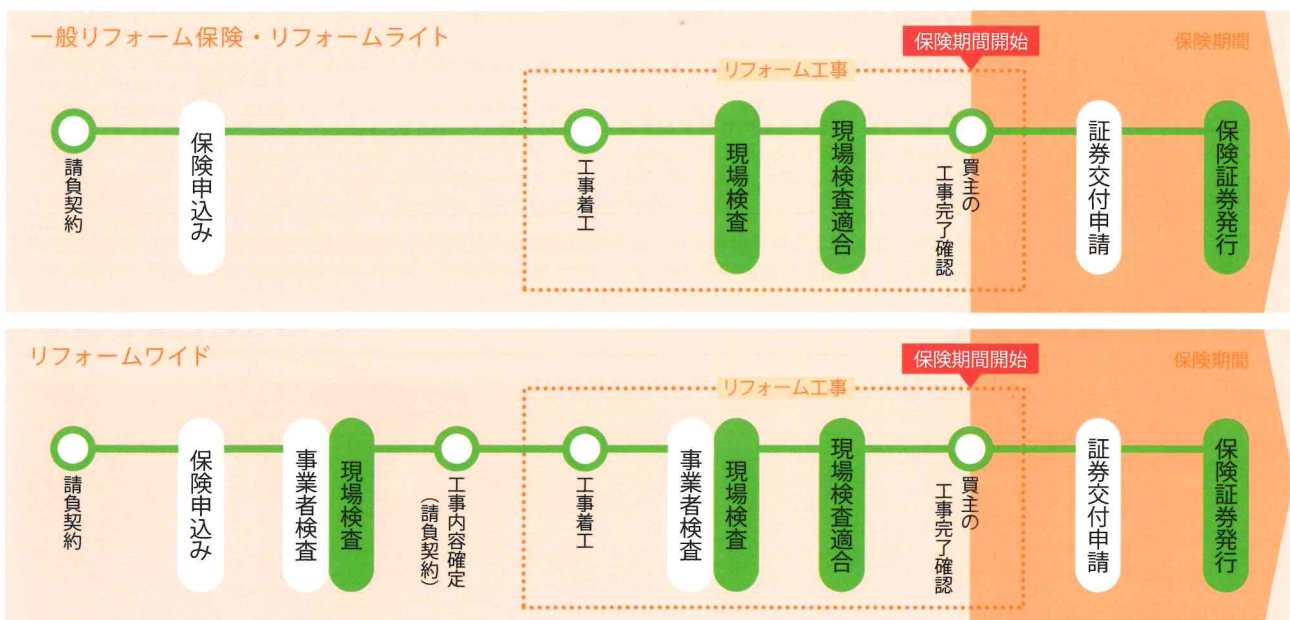 一般リフォーム保険・リフォームライト
保険期間開始
保険期間
リフォーム工事
請負契約
保険申込み
工事着工
現場検査
現場検査適合
買主の
工事完了確認
証券交付申請
保険証券発行
リフォームワイド
保険期間開始
保険期間
リフォーム工事
請負契約
保険申込み
事業者検査
現場検査
工事内容確定
（請負契約）
工事着工
事業者検査
現場検査
現場検査適合
買主の
工事完了確認
証券交付申請
保険証券発行